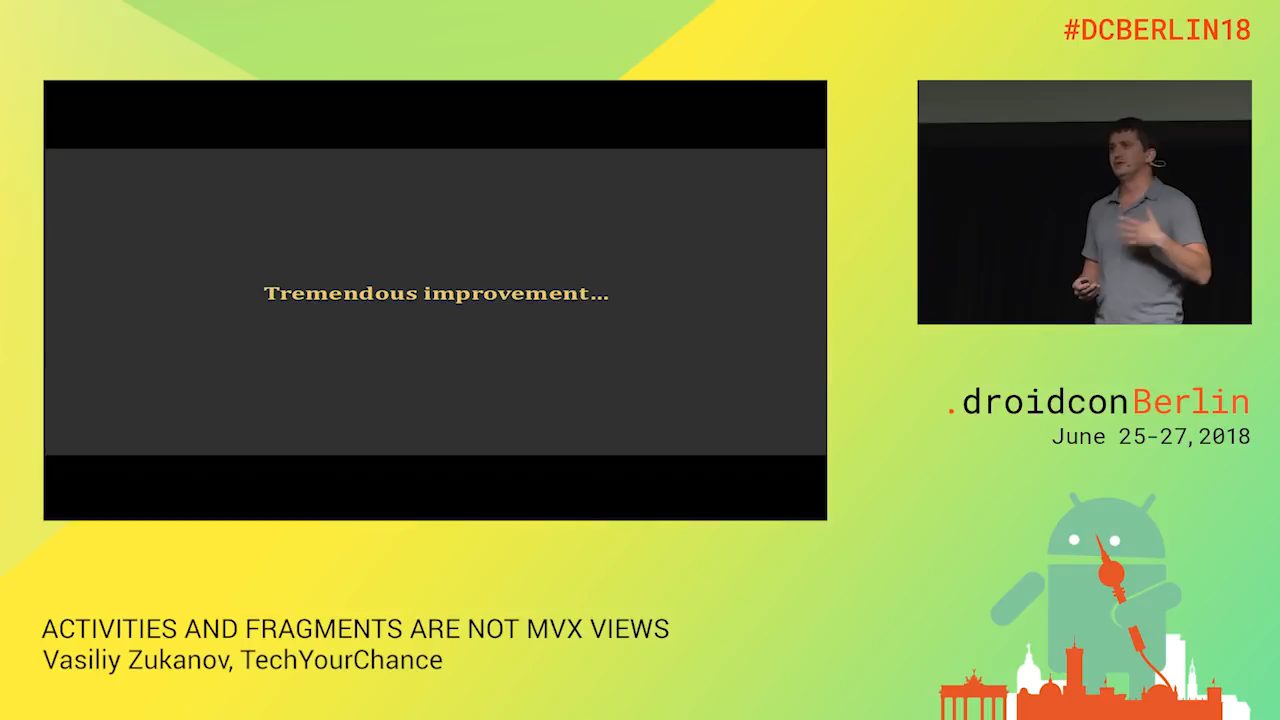 #DCBERLIN18
Tremendous improvement...
.droidconBerlin
June 25-27,2018
ACTIVITIES AND FRAGMENTS ARE NOT MVX VIEWS
Vasiliy Zukanov, TechYourChance